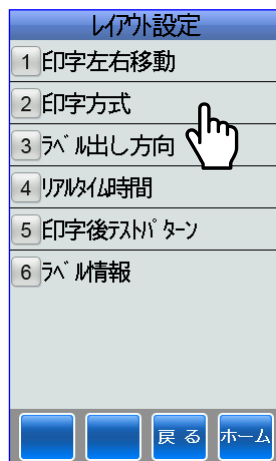 ﾚｲｱｳﾄ設定
1 印字左右移動
2 印字方式
3 ﾗﾍﾞﾙ出し方向
4 ﾘｱﾙﾀｲﾑ時間
5 印字後ﾃｽﾄﾊﾟﾀｰﾝ
6 ﾗﾍﾞﾙ情報
戻る ホーム